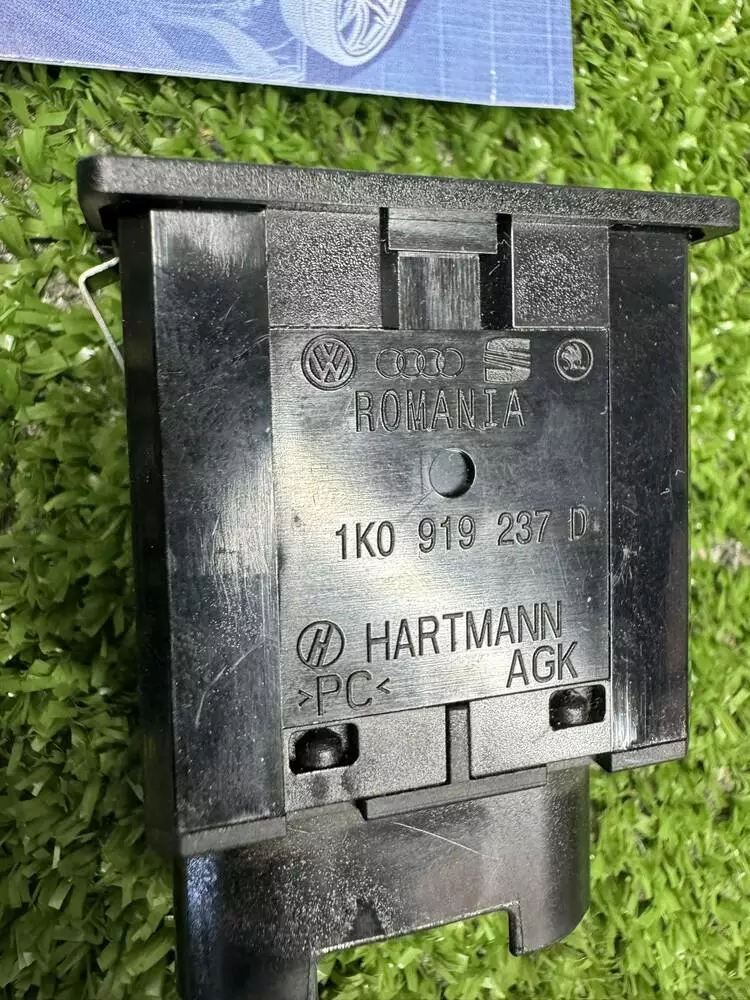 ROMANIA
1K0 919 237 D
HARTMANN
AGK
>PC<